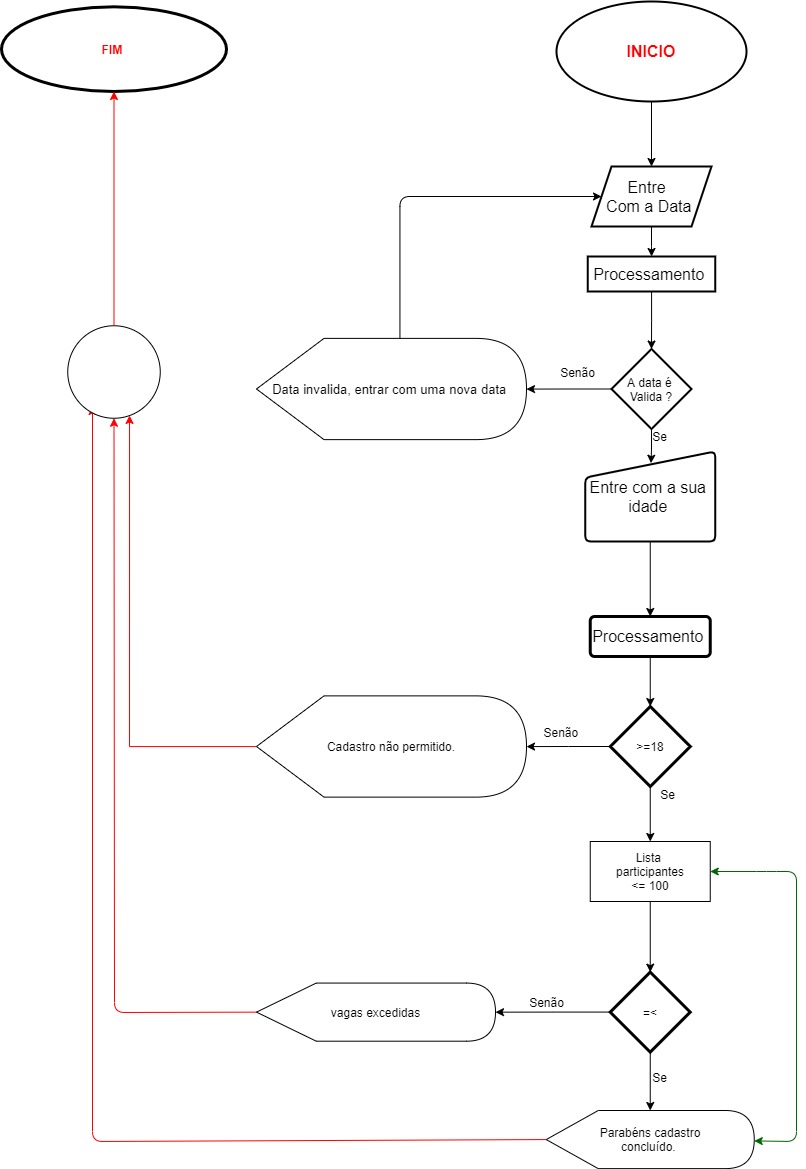 FIM
INICIO
Entre
Com a Data
Processamento
A data é
Valida ?
Senão
Data invalida, entrar com uma nova data
Se
Entre com a sua
idade
Processamento
>=18
Senão
Cadastro não permitido.
Se
Lista
participantes
<= 100
=<
Senão
vagas excedidas
Se
Parabéns cadastro
concluído.